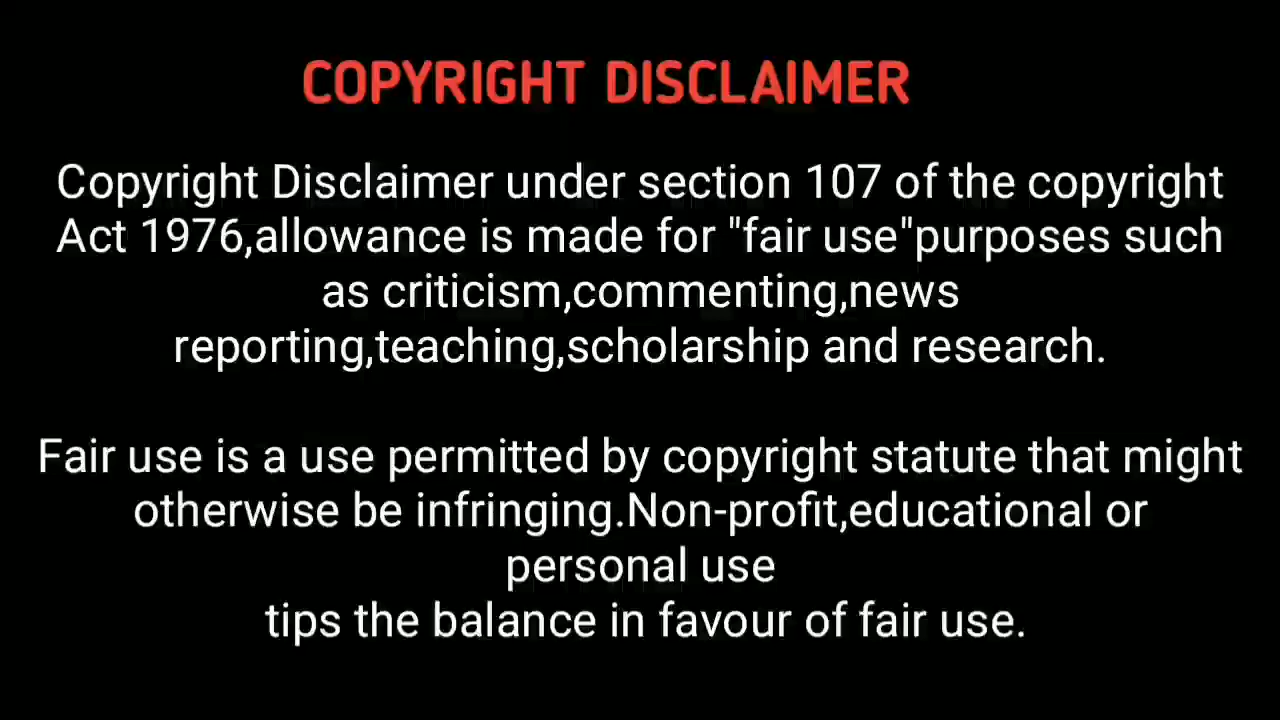 COPYRIGHT DISCLAIMER
Copyright Disclaimer under section 107 of the copyright
Act 1976,allowance is made for "fair use"purposes such
as criticism,commenting,news
reporting,teaching,scholarship and research.
Fair use is a use permitted by copyright statute that might
otherwise be infringing.Non-profit,educational or
personal use
tips the balance in favour of fair use.